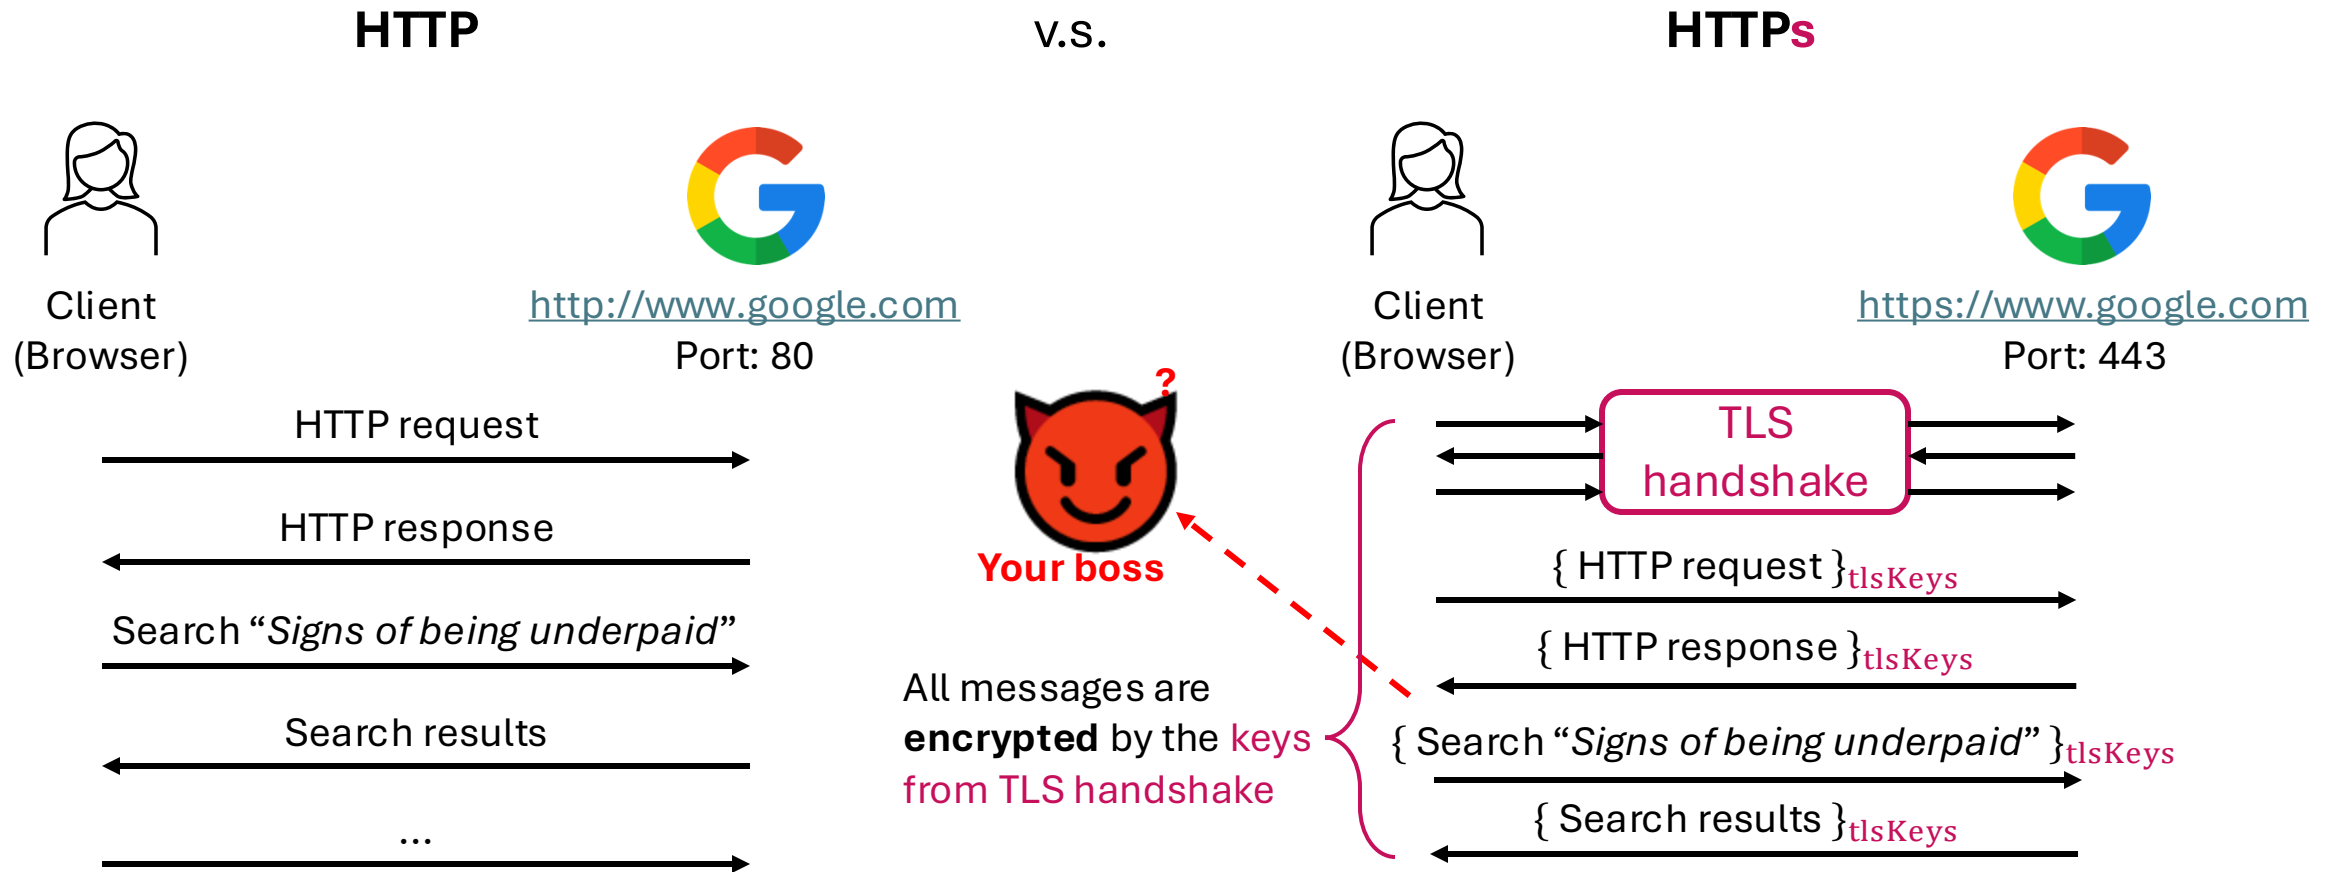 HTTP
v.s.
HTTPs
Client
(Browser)
http://www.google.com
Port: 80
HTTP request
HTTP response
Search “Signs of being underpaid”
Search results
...
?
Your boss
All messages are
encrypted by the keys
from TLS handshake
Client
(Browser)
https://www.google.com
Port: 443
TLS
handshake
{ HTTP request }tlsKeys
{ HTTP response }tlsKeys
{ Search “Signs of being underpaid” }tlsKeys
{ Search results }tlsKeys